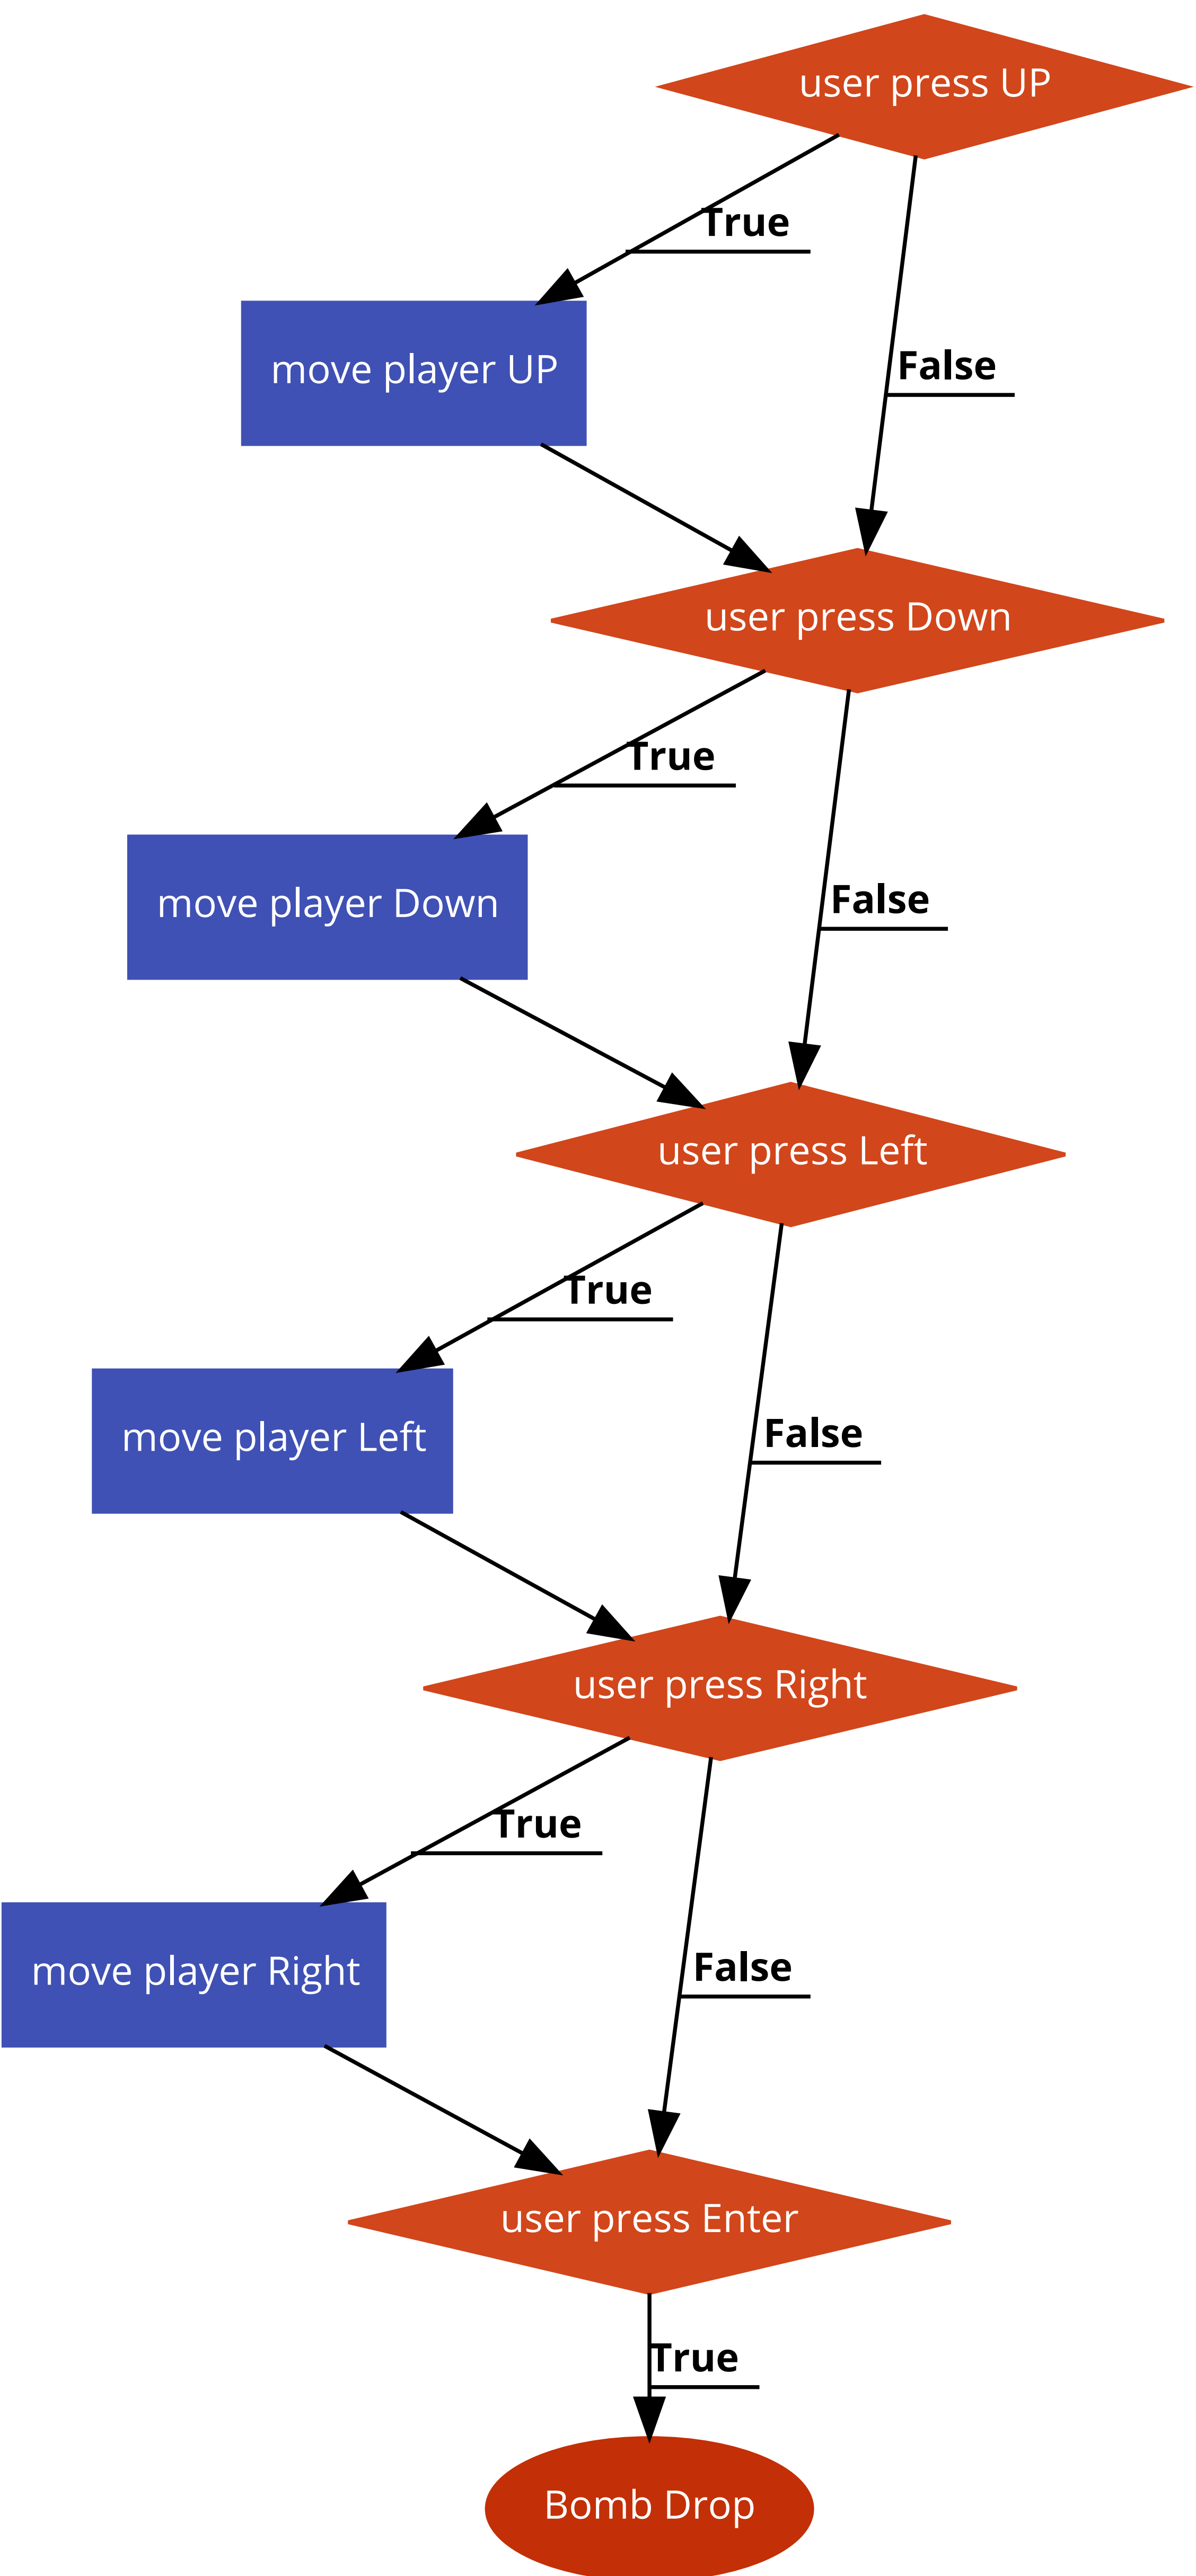 user press UP
True
move player UP
False
user press Down
True
move player Down
False
user press Left
True
move player Left
False
user press Right
True
move player Right
False
user press Enter
True
Bomb Drop